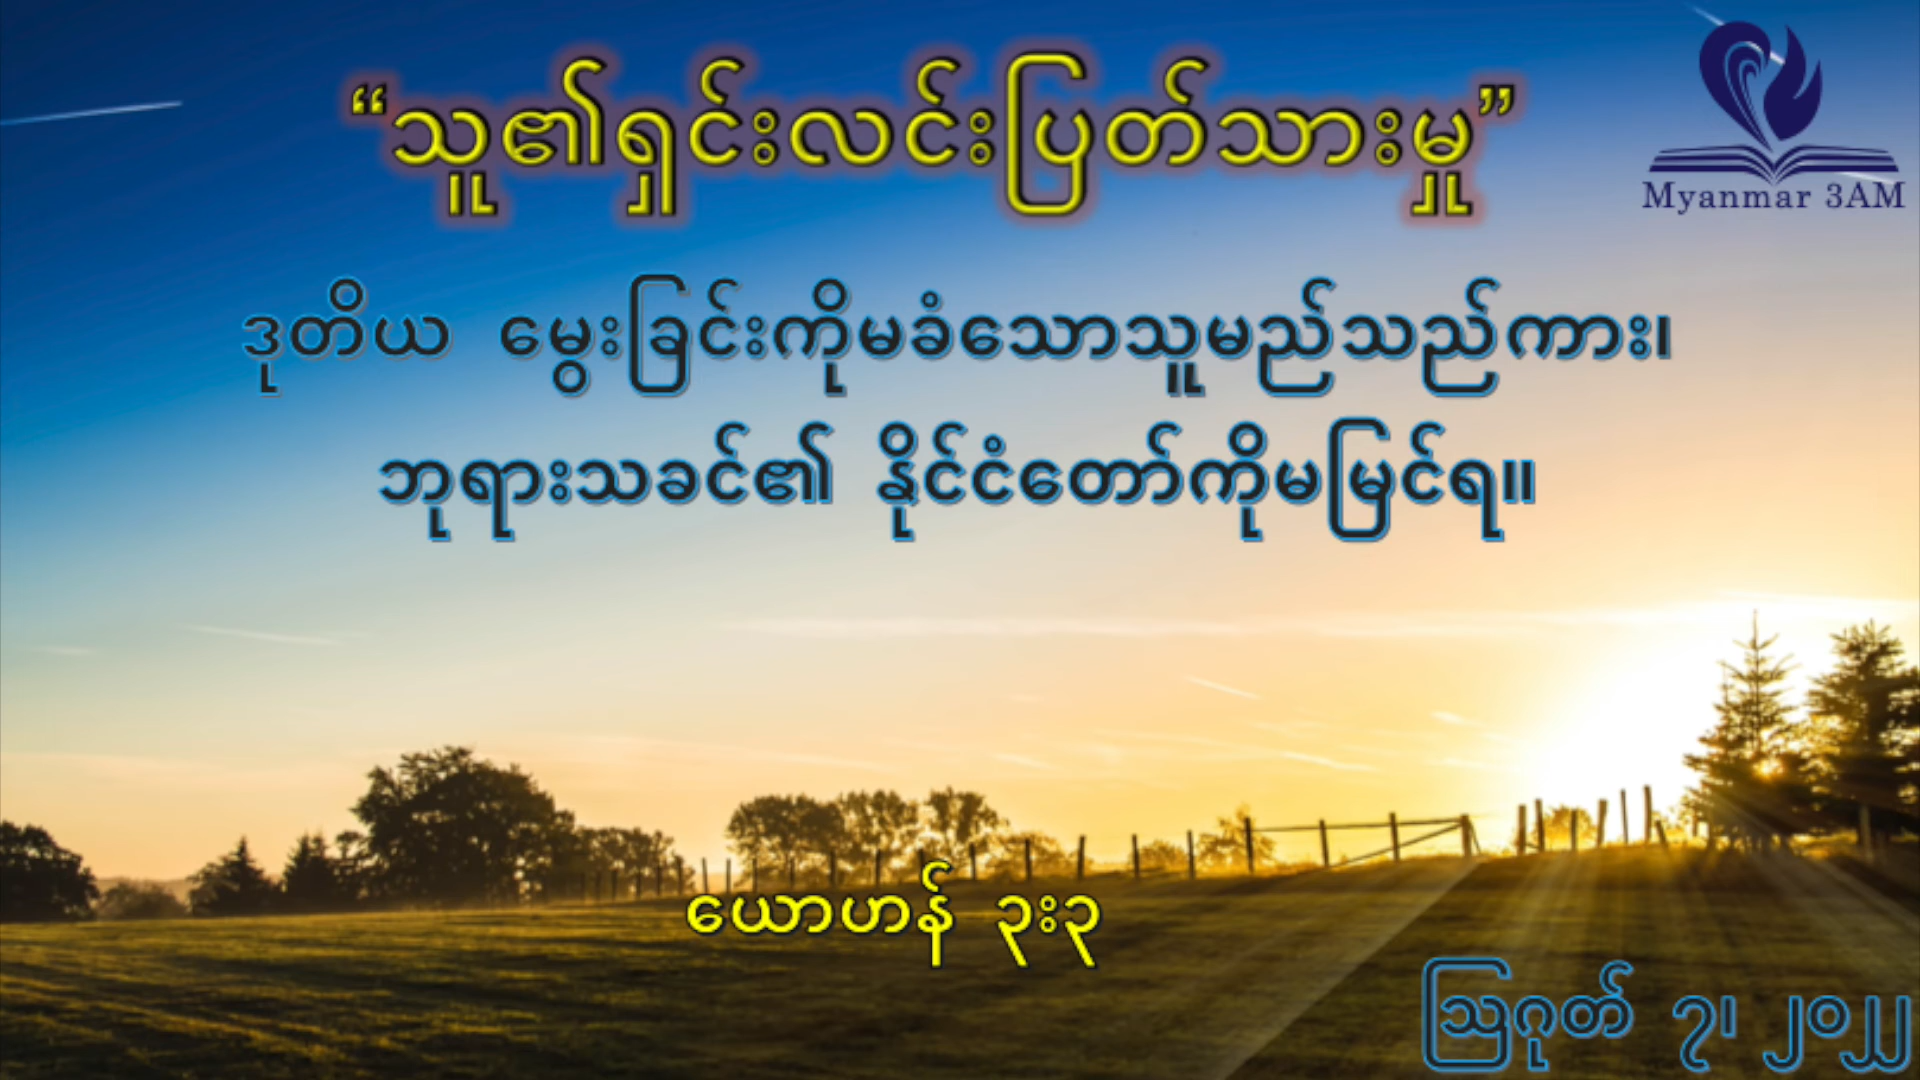 “သူ၏ရှင်းလင်းပြတ်သားမှု”
Myanmar 3AM
ဒုတိယ မွေးခြင်းကိုမခံသောသူမည်သည်ကား၊
ဘုရားသခင်၏ နိုင်ငံတော်ကိုမမြင်ရ။
ယောဟန် ၃း၃
ဩဂုတ် ၇၊ ၂၀၂၂